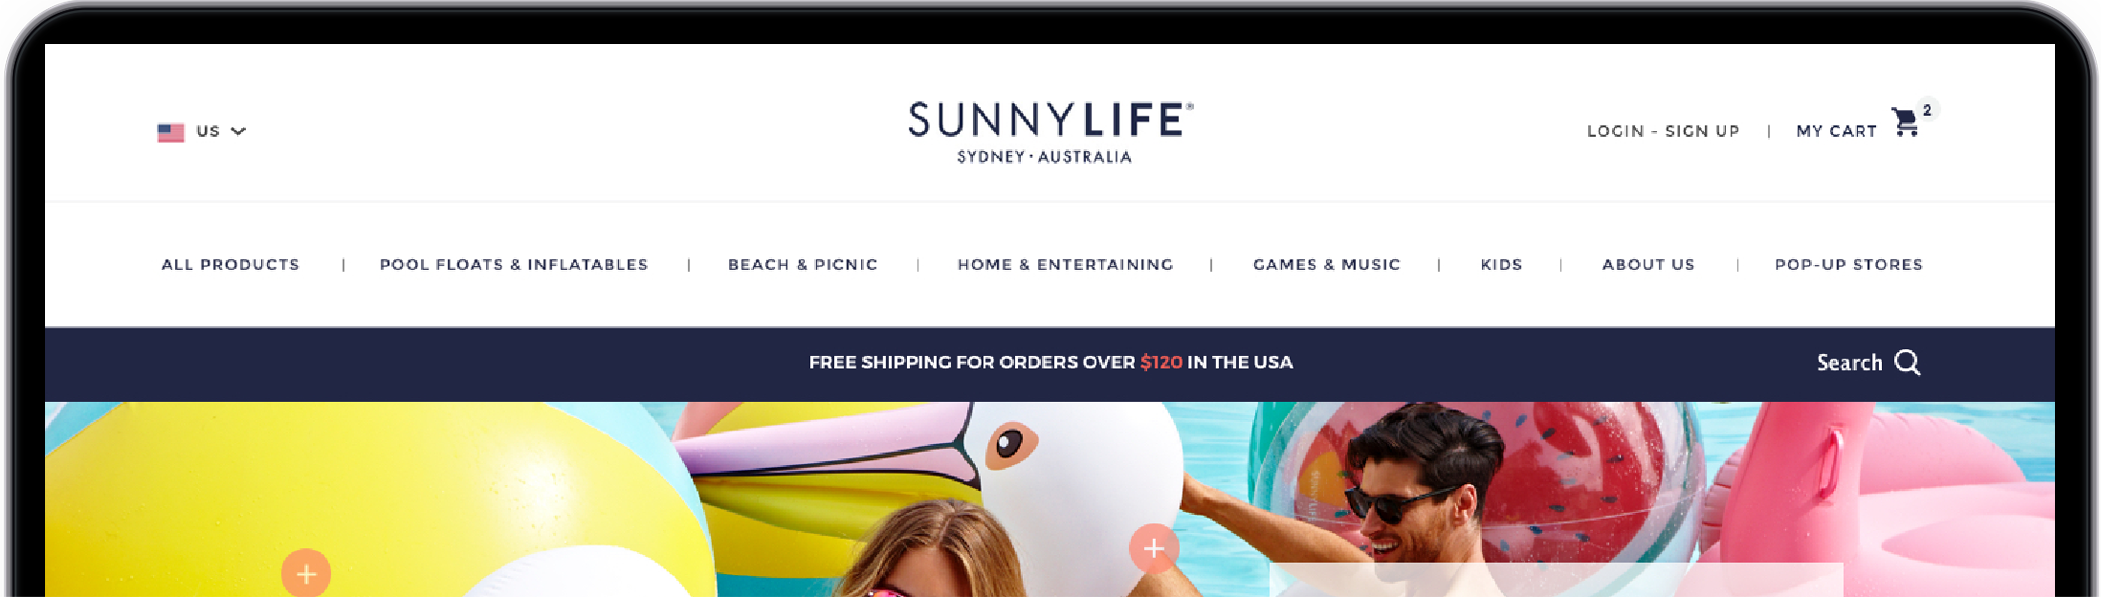 US
SUNNYLIFE®
SYDNEY · AUSTRALIA
LOGIN - SIGN UP | MY CART 2
ALL PRODUCTS | POOL FLOATS & INFLATABLES | BEACH & PICNIC | HOME & ENTERTAINING | GAMES & MUSIC | KIDS | ABOUT US | POP-UP STORES
FREE SHIPPING FOR ORDERS OVER $120 IN THE USA
Search